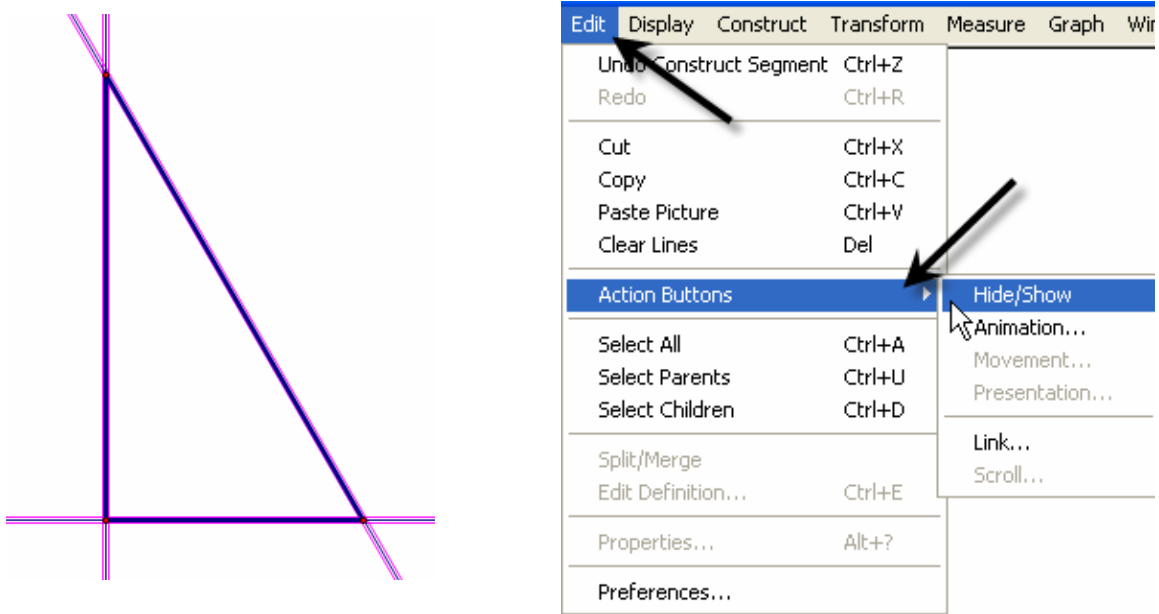 Edit Display Construct Transform Measure Graph
Undo Construct Segment Ctrl+Z
Redo Ctrl+R
Cut Ctrl+X
Copy Ctrl+C
Paste Picture Ctrl+V
Clear Lines Del
Action Buttons
Hide/Show
Animation...
Movement...
Presentation...
Link...
Scroll...
Select All Ctrl+A
Select Parents Ctrl+U
Select Children Ctrl+D
Split/Merge
Edit Definition... Ctrl+E
Properties... Alt+?
Preferences...